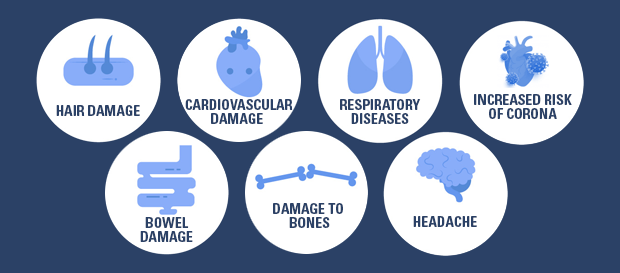 HAIR DAMAGE
CARDIOVASCULAR
DAMAGE
RESPIRATORY
DISEASES
INCREASED RISK
OF CORONA
BOWEL
DAMAGE
DAMAGE TO
BONES
HEADACHE